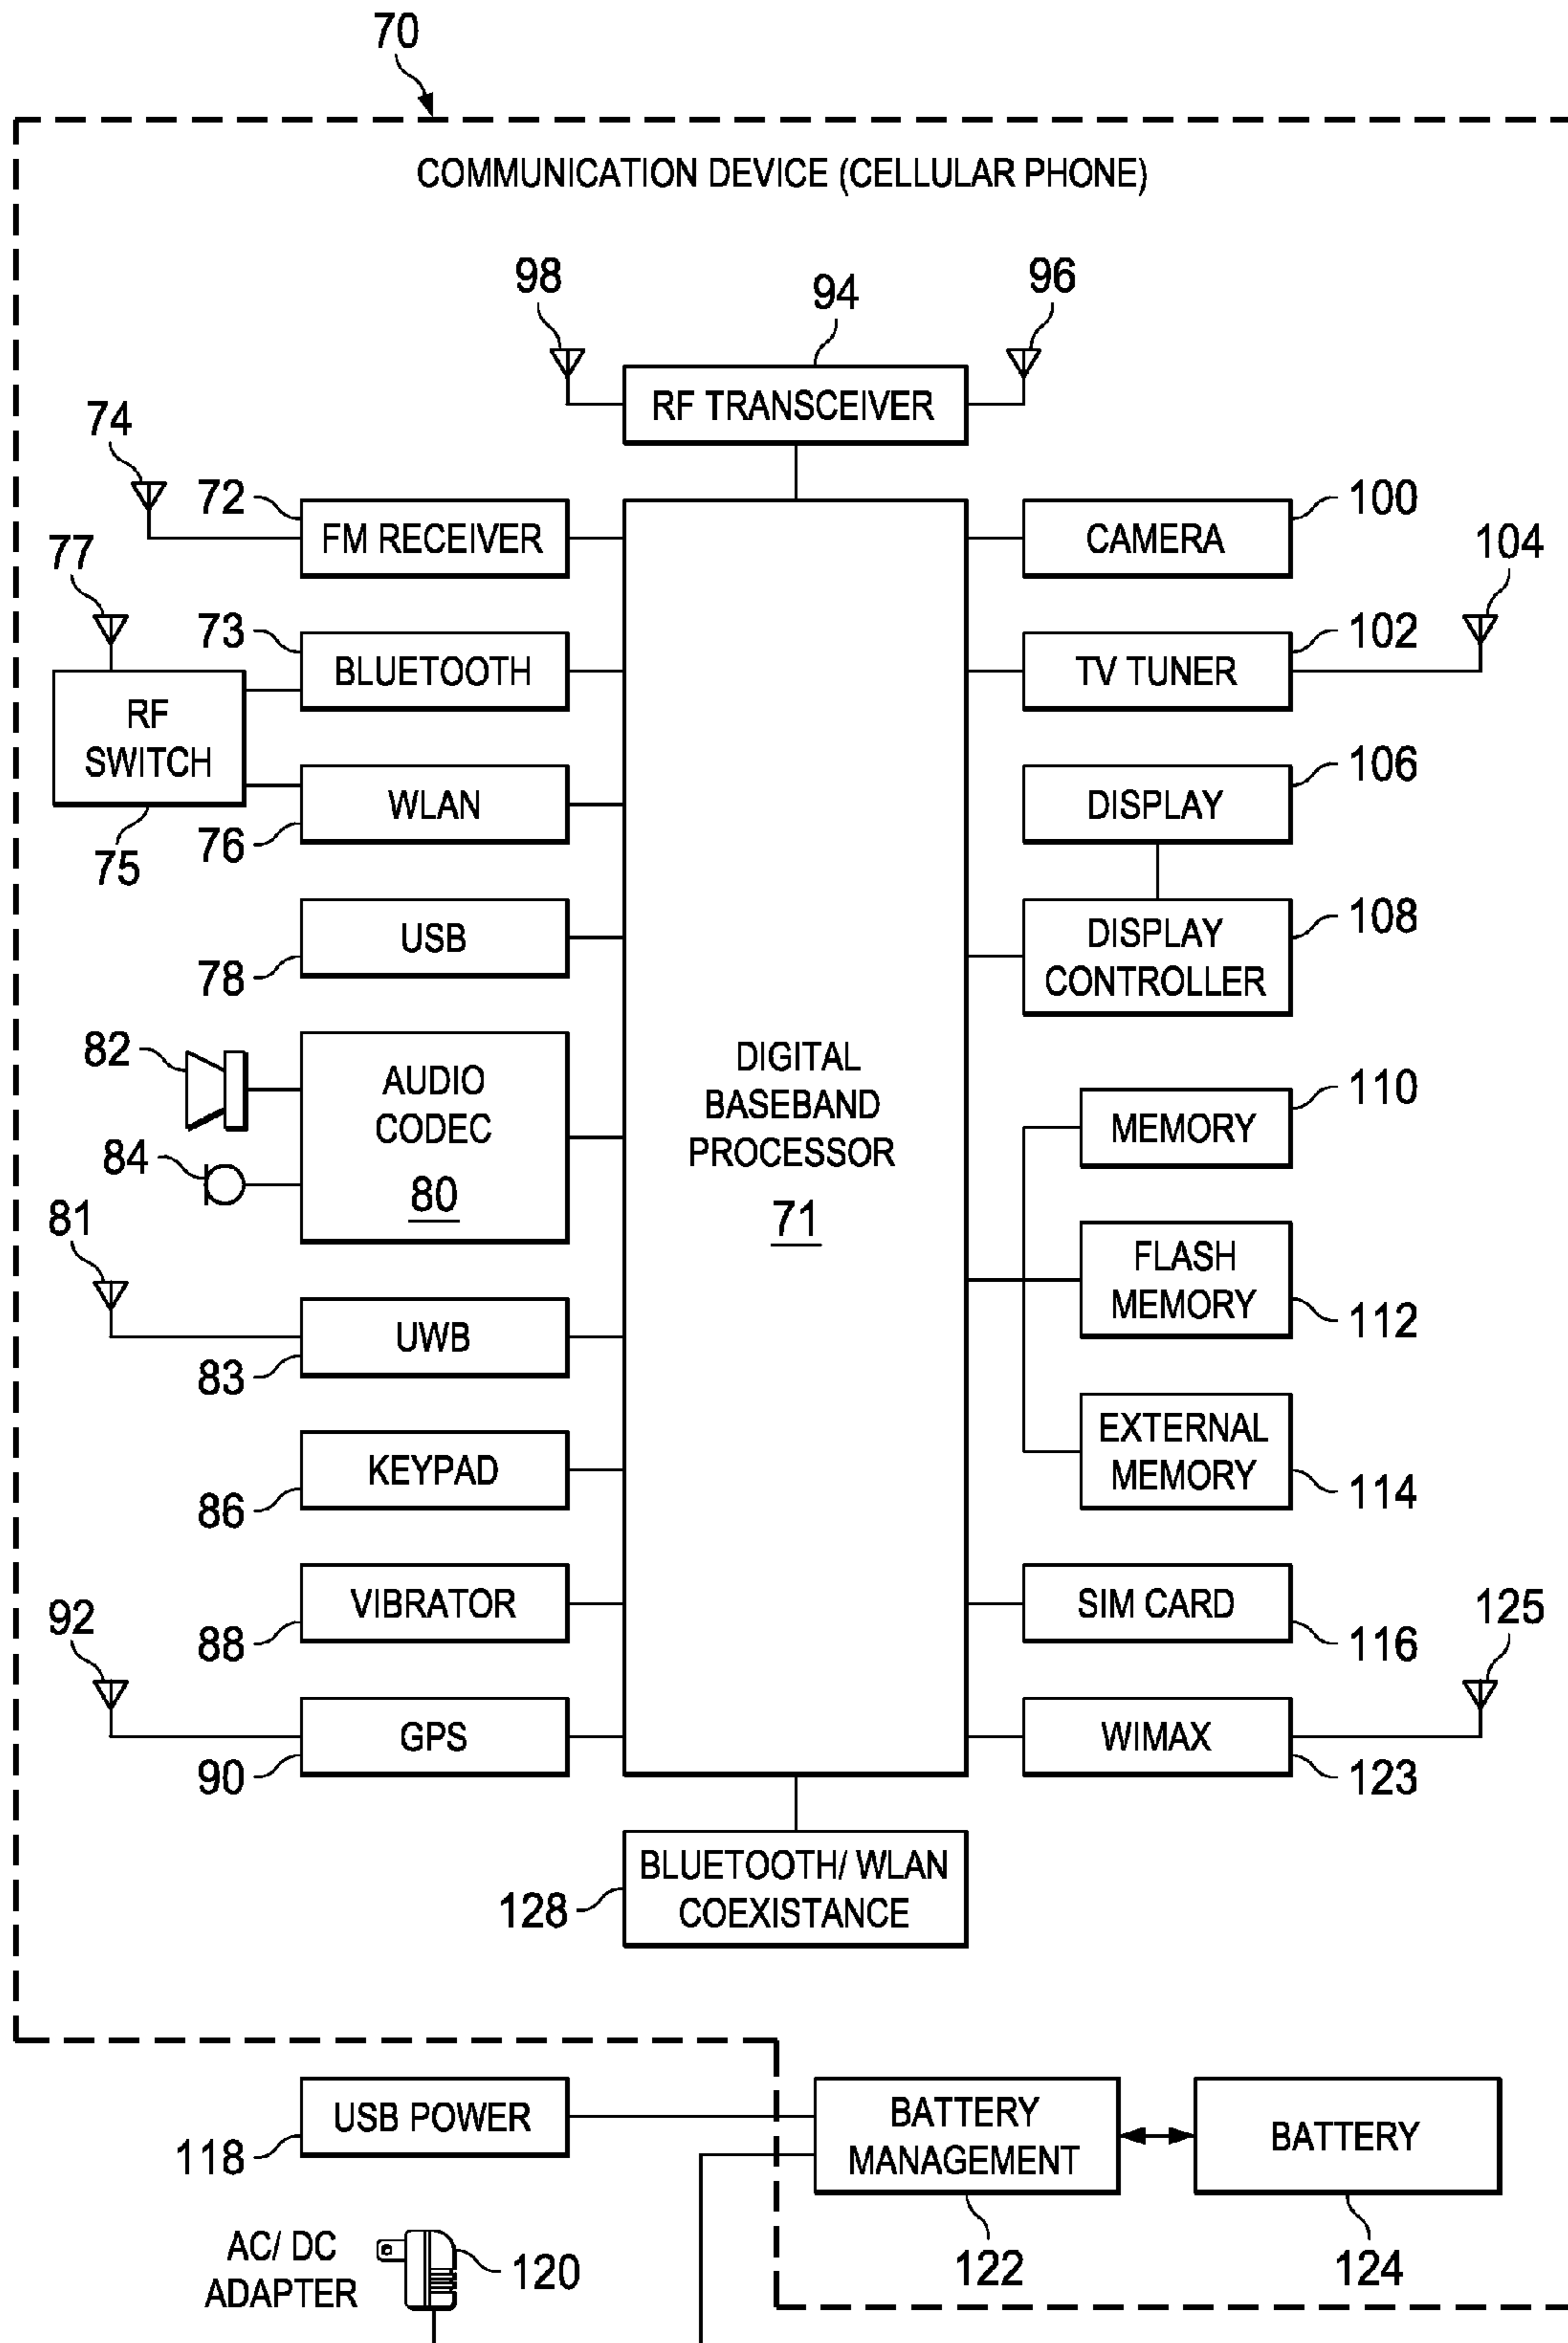 70
COMMUNICATION DEVICE (CELLULAR PHONE)
98
94
96
RF TRANSCEIVER
74
72
FM RECEIVER
100
CAMERA
104
77
73
BLUETOOTH
102
TV TUNER
RF
SWITCH
75
76
WLAN
106
DISPLAY
78
USB
108
DISPLAY
CONTROLLER
82
84
AUDIO
CODEC
80
DIGITAL
BASEBAND
PROCESSOR
71
110
MEMORY
81
83
UWB
FLASH
MEMORY
112
86
KEYPAD
EXTERNAL
MEMORY
114
88
VIBRATOR
SIM CARD
116
125
92
90
GPS
WIMAX
123
128
BLUETOOTH/ WLAN
COEXISTANCE
USB POWER
118
BATTERY
MANAGEMENT
122
BATTERY
124
AC/ DC
ADAPTER
120